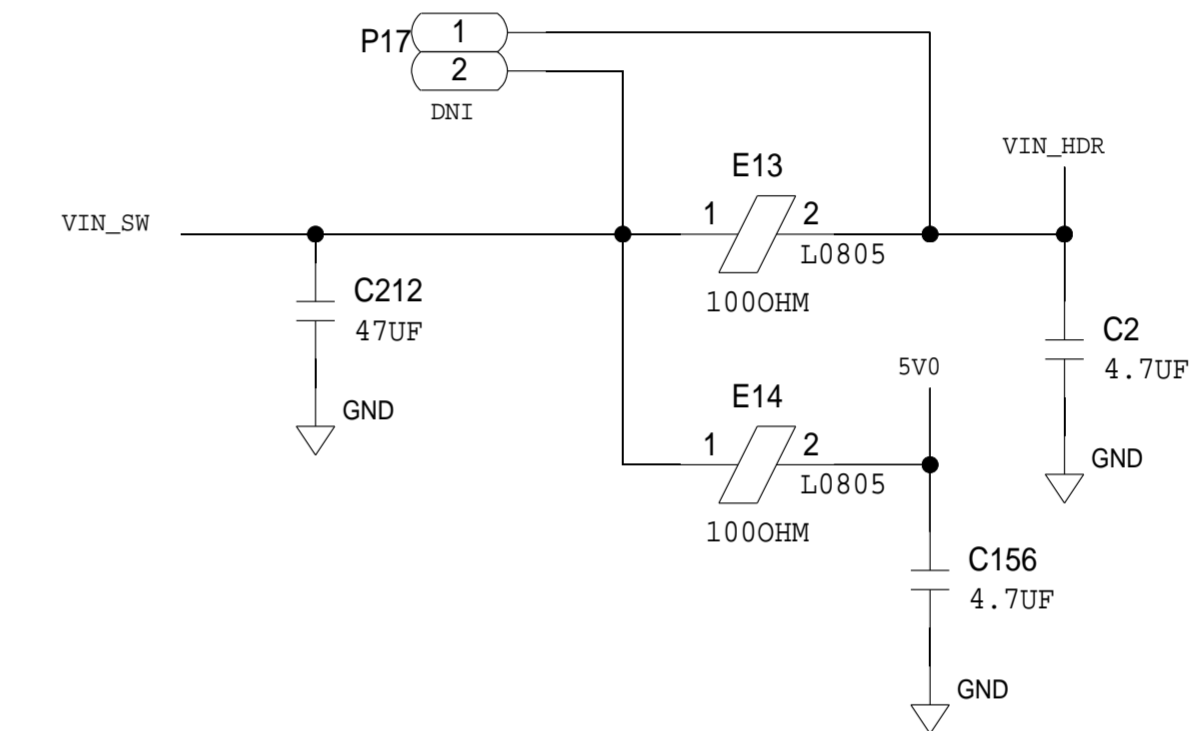 P17
1
2
DNI
VIN_HDR
E13
VIN_SW
1
2
L0805
100OHM
C212
47UF
C2
4.7UF
5V0
E14
GND
1
2
GND
L0805
100OHM
C156
4.7UF
GND